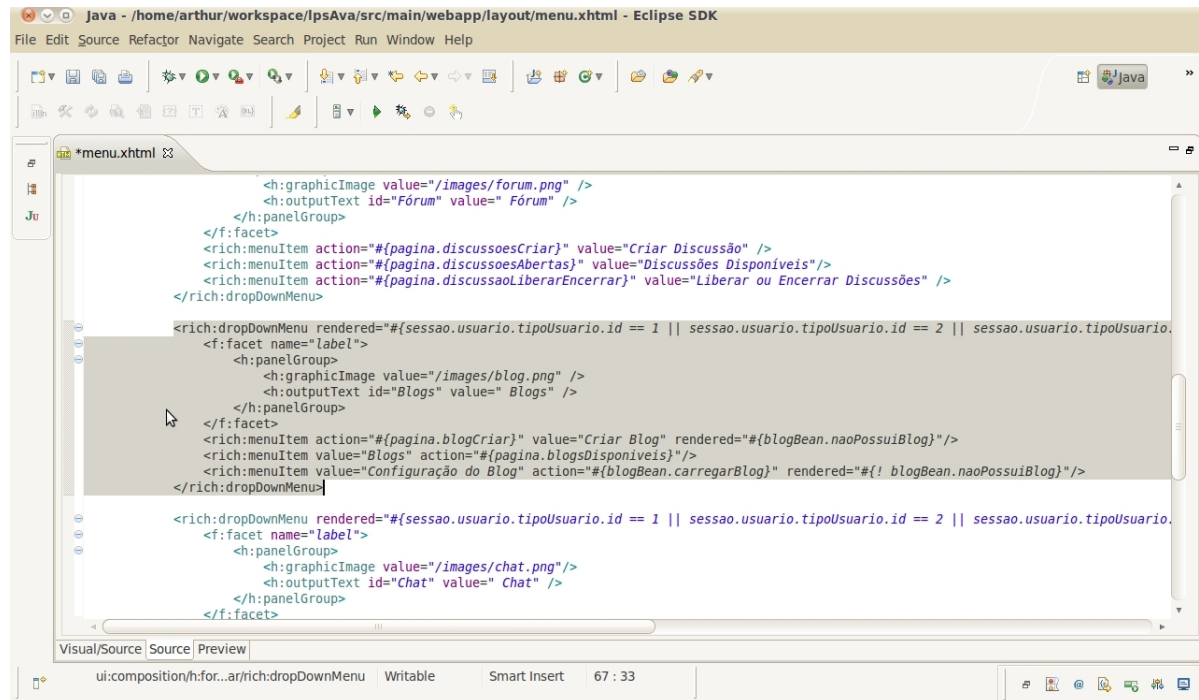 Java - /home/arthur/workspace/lpsAva/src/main/webapp/layout/menu.xhtml - Eclipse SDK
File Edit Source Refactor Navigate Search Project Run Window Help
Java
»
*menu.xhtml
<h:graphicImage value="/images/forum.png" />
<h:outputText id="Fórum" value=" Fórum" />
</h:panelGroup>
</f:facet>
<rich:menuItem action="#{pagina.discussoesCriar}" value="Criar Discussão" />
<rich:menuItem action="#{pagina.discussoesAbertas}" value="Discussões Disponíveis"/>
<rich:menuItem action="#{pagina.discussaoLiberarEncerrar}" value="Liberar ou Encerrar Discussões" />
</rich:dropDownMenu>
<rich:dropDownMenu rendered="#{sessao.usuario.tipoUsuario.id == 1 || sessao.usuario.tipoUsuario.id == 2 || sessao.usuario.tipoUsuario.
<f:facet name="label">
<h:panelGroup>
<h:graphicImage value="/images/blog.png" />
<h:outputText id="Blogs" value=" Blogs" />
</h:panelGroup>
</f:facet>
<rich:menuItem action="#{pagina.blogCriar}" value="Criar Blog" rendered="#{blogBean.naoPossuiBlog}"/>
<rich:menuItem value="Blogs" action="#{pagina.blogsDisponiveis}"/>
<rich:menuItem value="Configuração do Blog" action="#{blogBean.carregarBlog}" rendered="#{! blogBean.naoPossuiBlog}"/>
</rich:dropDownMenu>
<rich:dropDownMenu rendered="#{sessao.usuario.tipoUsuario.id == 1 || sessao.usuario.tipoUsuario.id == 2 || sessao.usuario.tipoUsuario.
<f:facet name="label">
<h:panelGroup>
<h:graphicImage value="/images/chat.png"/>
<h:outputText id="Chat" value=" Chat" />
</h:panelGroup>
</f:facet>
Visual/Source Source Preview
ui:composition/h:for...ar/rich:dropDownMenu Writable Smart Insert 67 : 33